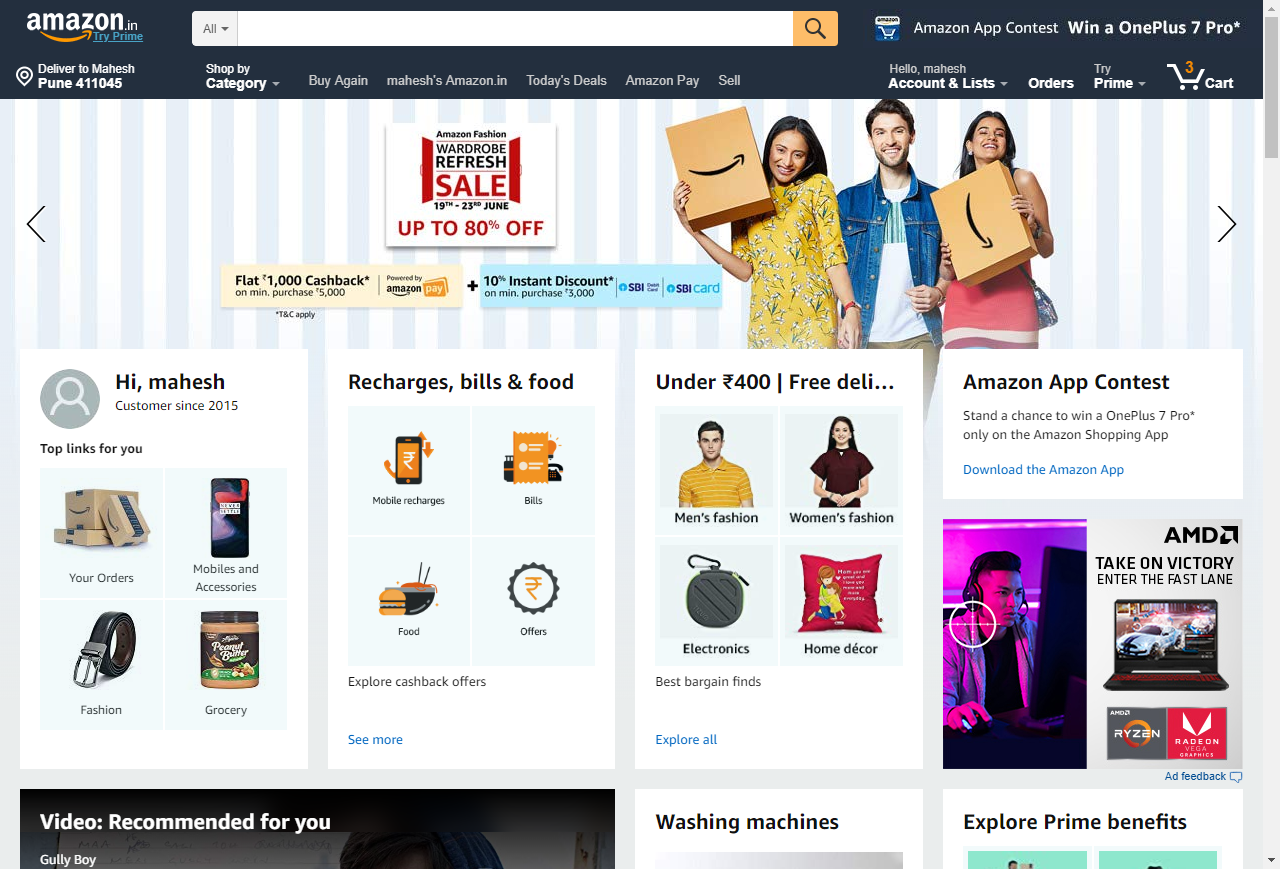 amazon.in
Try Prime
All
Amazon App Contest Win a OnePlus 7 Pro*
Deliver to Mahesh
Pune 411045
Shop by
Category
Buy Again
mahesh's Amazon.in
Today's Deals
Amazon Pay
Sell
Hello, mahesh
Account & Lists
Orders
Try
Prime
3
Cart
Amazon Fashion
WARDROBE
REFRESH
SALE
19TH - 23RD JUNE
UP TO 80% OFF
Flat ₹1,000 Cashback*
on min. purchase ₹5,000
Powered by
amazon pay
+
10% Instant Discount*
on min. purchase ₹3,000
SBI Debit Card
SBI card
*T&C apply
Hi, mahesh
Customer since 2015
Top links for you
Your Orders
Mobiles and
Accessories
Fashion
Peanut
Butter
Grocery
Recharges, bills & food
Mobile recharges
Bills
Food
Offers
Explore cashback offers
See more
Under ₹400 | Free deli...
Men's fashion
Women's fashion
Electronics
Home décor
Best bargain finds
Explore all
Amazon App Contest
Stand a chance to win a OnePlus 7 Pro*
only on the Amazon Shopping App
Download the Amazon App
AMD
TAKE ON VICTORY
ENTER THE FAST LANE
AMD
RYZEN
RADEON
VEGA
GRAPHICS
Ad feedback
Video: Recommended for you
Gully Boy
Washing machines
Explore Prime benefits